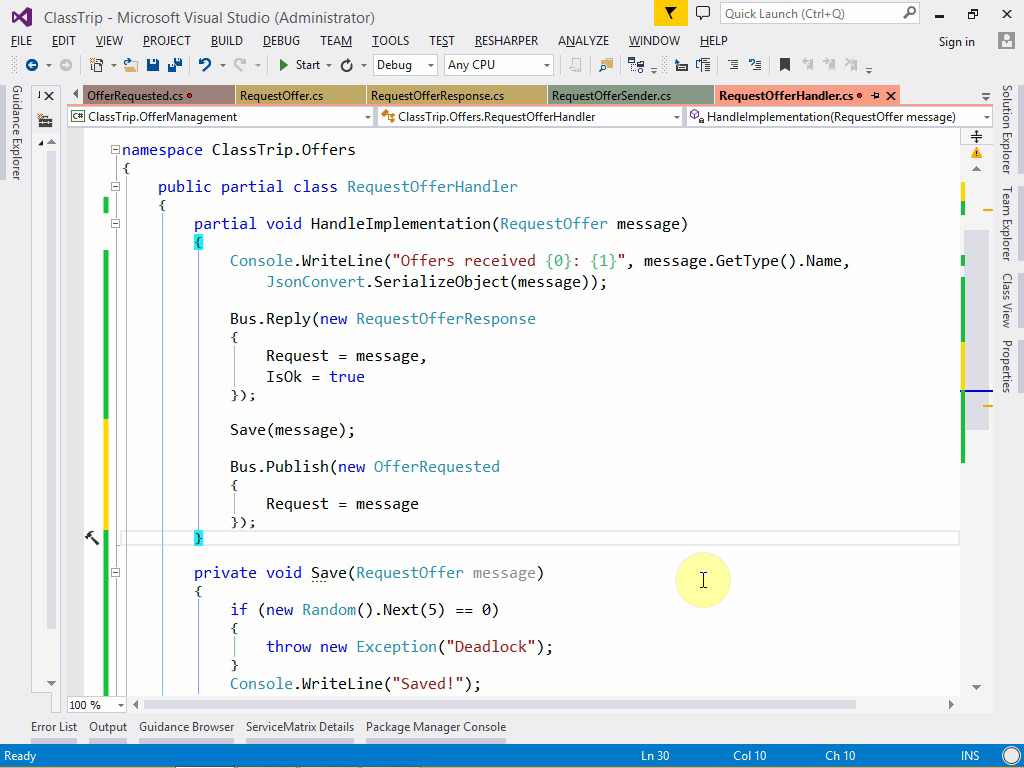 ClassTrip - Microsoft Visual Studio (Administrator)
Quick Launch (Ctrl+Q)
FILE EDIT VIEW PROJECT BUILD DEBUG TEAM TOOLS TEST RESHARPER ANALYZE WINDOW HELP
Sign in
Start Debug Any CPU
OfferRequested.cs RequestOffer.cs RequestOfferResponse.cs RequestOfferSender.cs RequestOfferHandler.cs
C# ClassTrip.OfferManagement ClassTrip.Offers.RequestOfferHandler HandleImplementation(RequestOffer message)
Guidance Explorer
namespace ClassTrip.Offers
{
public partial class RequestOfferHandler
{
partial void HandleImplementation(RequestOffer message)
{
Console.WriteLine("Offers received {0}: {1}", message.GetType().Name,
JsonConvert.SerializeObject(message));
Bus.Reply(new RequestOfferResponse
{
Request = message,
IsOk = true
});
Save(message);
Bus.Publish(new OfferRequested
{
Request = message
});
}
private void Save(RequestOffer message)
{
if (new Random().Next(5) == 0)
{
throw new Exception("Deadlock");
}
Console.WriteLine("Saved!");
Solution Explorer
Team Explorer
Class View
Properties
100 %
Error List Output Guidance Browser ServiceMatrix Details Package Manager Console
Ready Ln 30 Col 10 Ch 10 INS